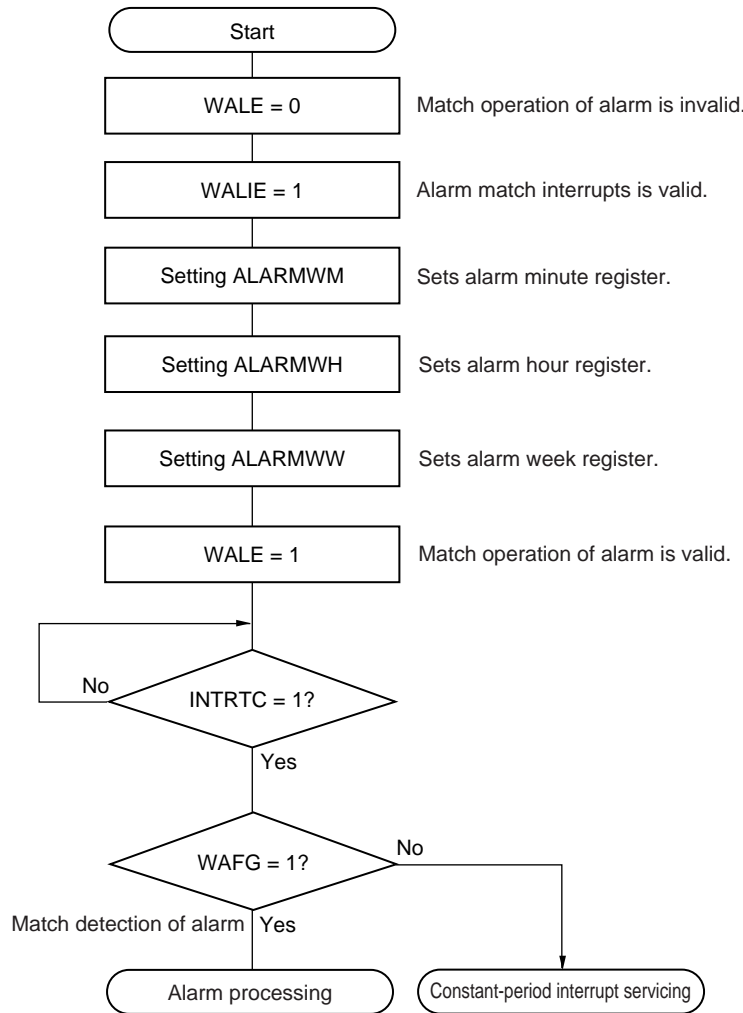 Start
WALE = 0
Match operation of alarm is invalid.
WALIE = 1
Alarm match interrupts is valid.
Setting ALARMWM
Sets alarm minute register.
Setting ALARMWH
Sets alarm hour register.
Setting ALARMWW
Sets alarm week register.
WALE = 1
Match operation of alarm is valid.
No
INTRTC = 1?
Yes
WAFG = 1?
No
Match detection of alarm
Yes
Alarm processing
Constant-period interrupt servicing